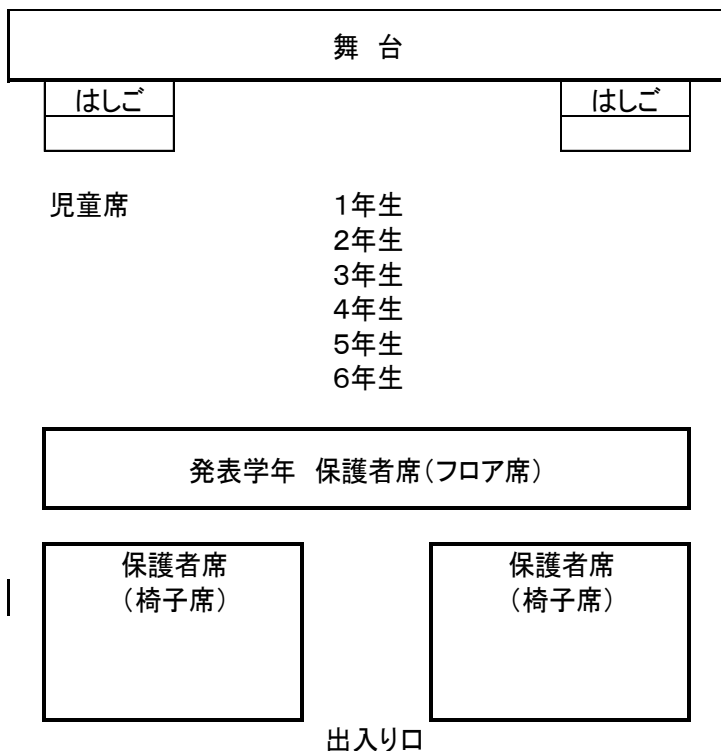 舞 台
はしご はしご
児童席 1年生
2年生
3年生
4年生
5年生
6年生
発表学年 保護者席(フロア席)
保護者席 保護者席
(椅子席) (椅子席)
出入り口